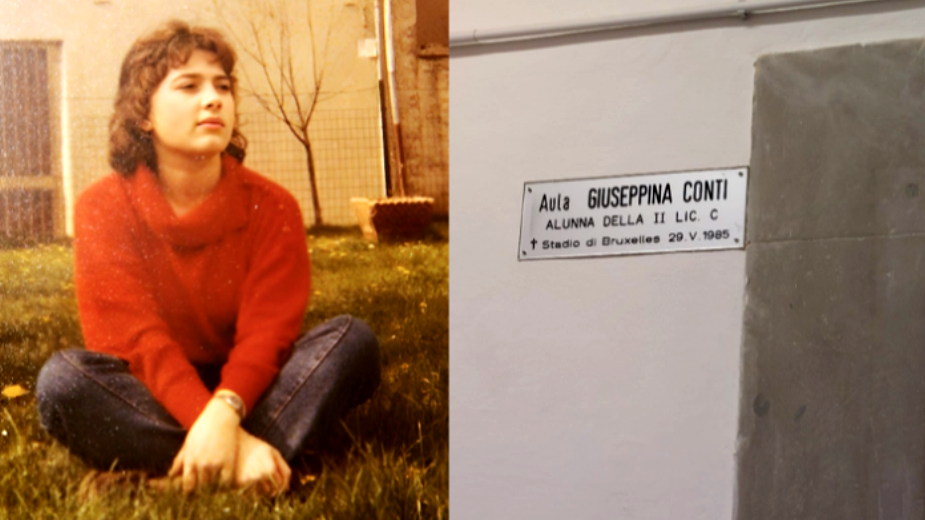 Aula GIUSEPPINA CONTI
ALUNNA DELLA II LIC. C
✝ Stadio di Bruxelles 29.V.1985